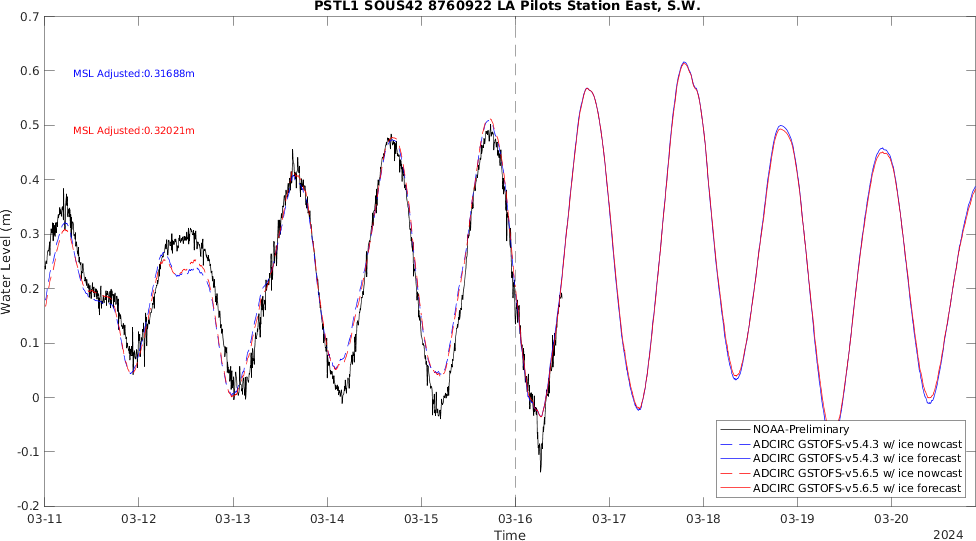 PSTL1 SOUS42 8760922 LA Pilots Station East, S.W.
0.7
0.6
0.5
0.4
0.3
0.2
0.1
0
-0.1
-0.2
Water Level (m)
MSL Adjusted:0.31688m
MSL Adjusted:0.32021m
NOAA-Preliminary
ADCIRC GSTOFS-v5.4.3 w/ ice nowcast
ADCIRC GSTOFS-v5.4.3 w/ ice forecast
ADCIRC GSTOFS-v5.6.5 w/ ice nowcast
ADCIRC GSTOFS-v5.6.5 w/ ice forecast
03-11 03-12 03-13 03-14 03-15 03-16 03-17 03-18 03-19 03-20
Time
2024